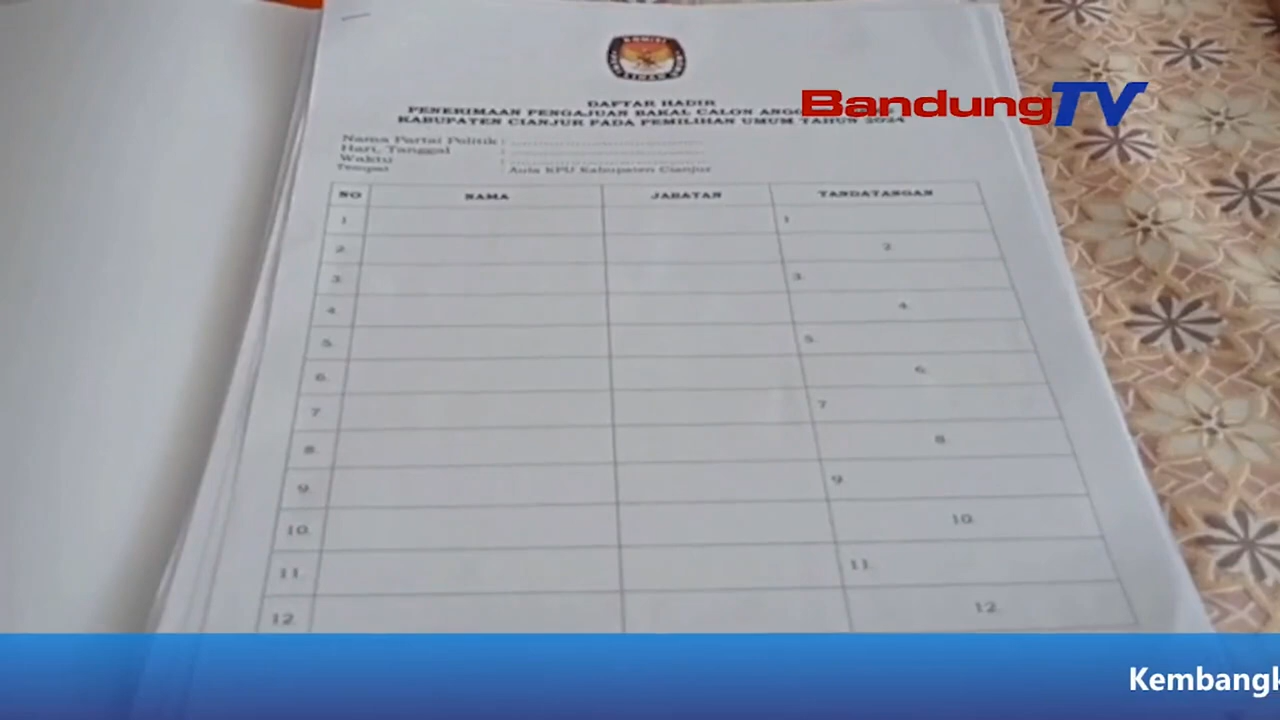 KOMISI
DAFTAR HADIR
PENERIMAAN PENGAJUAN BAKAL CALON
KABUPATEN CIANJUR PADA PEMILIHAN UMUM TAHUN 2024
BandungTV
Nama Partai Politik :
Hari, Tanggal :
Waktu :
Tempat : Aula KPU Kabupaten Cianjur
NO NAMA JABATAN TANDATANGAN
1. 1
2. 2
3. 3.
4. 4.
5. 5.
6. 6.
7 7
8. 8.
9. 9
10. 10.
11. 11.
12. 12.
Kembangk